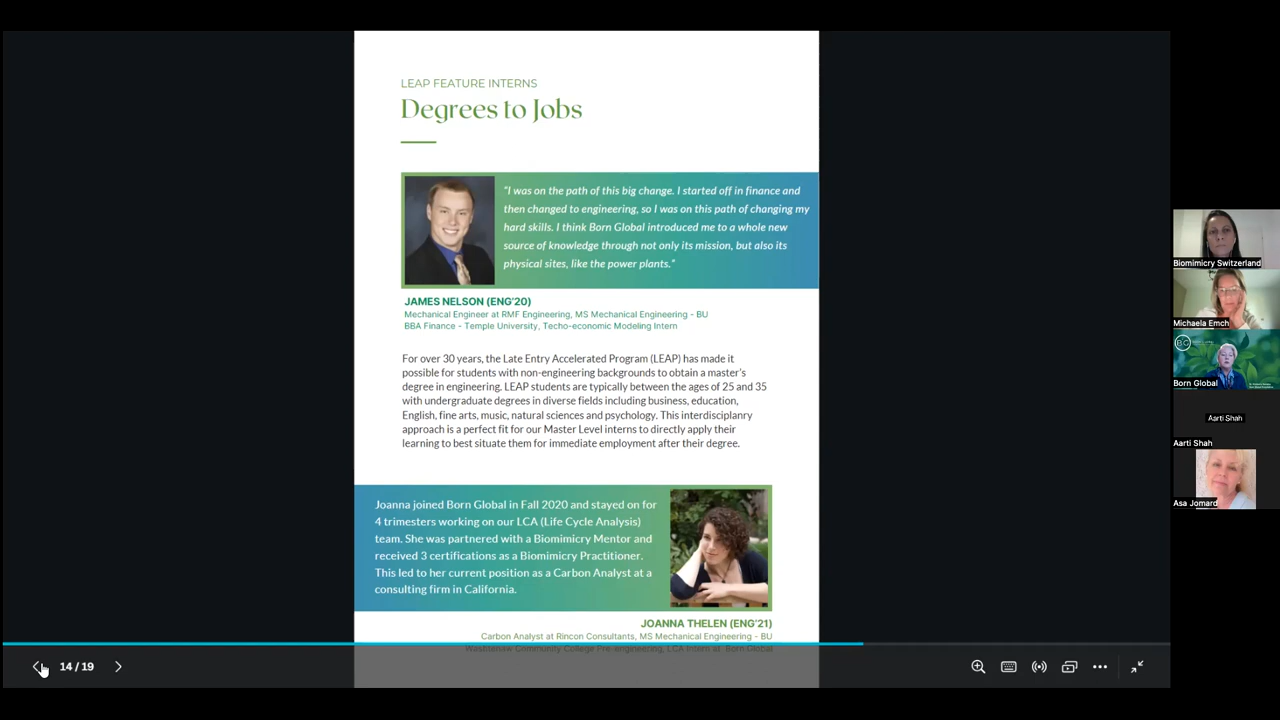 LEAP FEATURE INTERNS
Degrees to Jobs
"I was on the path of this big change. I started off in finance and
then changed to engineering, so I was on this path of changing my
hard skills. I think Born Global introduced me to a whole new
source of knowledge through not only its mission, but also its
physical sites, like the power plants."
JAMES NELSON (ENG'20)
Mechanical Engineer at RMF Engineering, MS Mechanical Engineering - BU
BBA Finance - Temple University, Techo-economic Modeling Intern
For over 30 years, the Late Entry Accelerated Program (LEAP) has made it
possible for students with non-engineering backgrounds to obtain a master's
degree in engineering. LEAP students are typically between the ages of 25 and 35
with undergraduate degrees in diverse fields including business, education,
English, fine arts, music, natural sciences and psychology. This interdisciplanry
approach is a perfect fit for our Master Level interns to directly apply their
learning to best situate them for immediate employment after their degree.
Joanna joined Born Global in Fall 2020 and stayed on for
4 trimesters working on our LCA (Life Cycle Analysis)
team. She was partnered with a Biomimicry Mentor and
received 3 certifications as a Biomimicry Practitioner.
This led to her current position as a Carbon Analyst at a
consulting firm in California.
JOANNA THELEN (ENG'21)
Carbon Analyst at Rincon Consultants, MS Mechanical Engineering - BU
Washtenaw Community College Pre-engineering, LCA Intern at Born Global
14 / 19
Biomimicry Switzerland
Michaela Emch
BG
Born Global
Aarti Shah
Aarti Shah
Asa Jomard